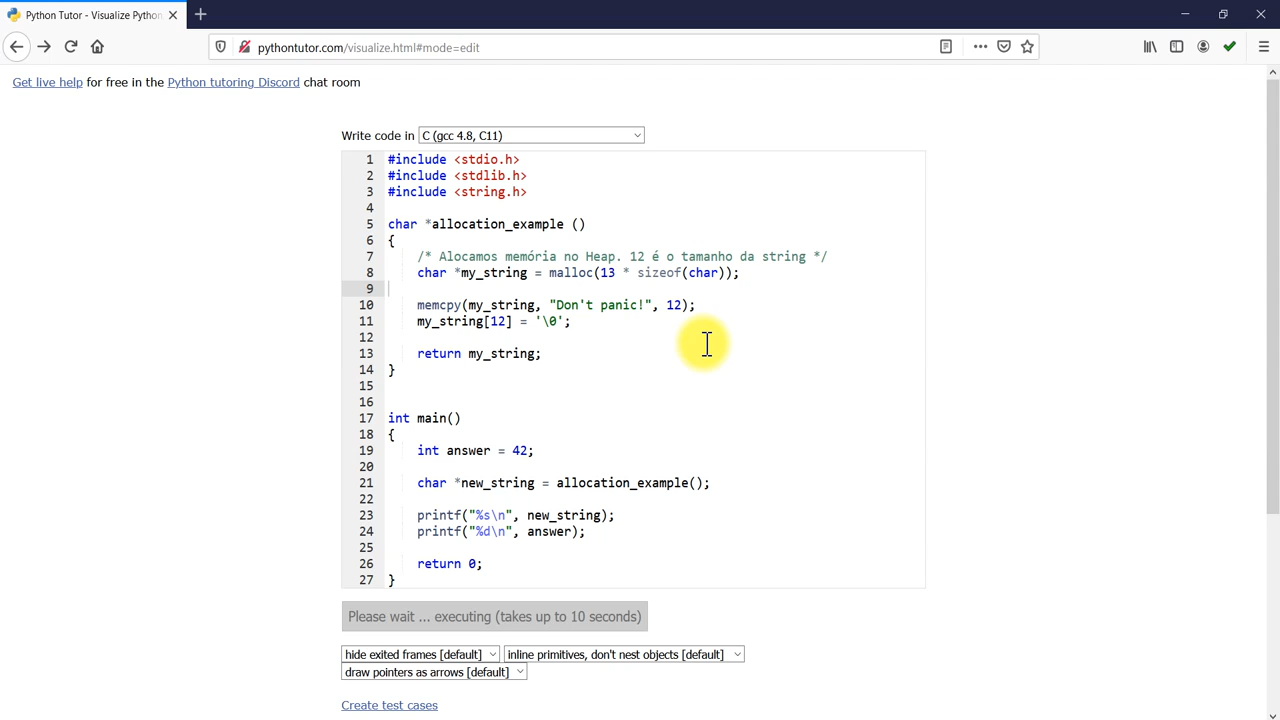 Python Tutor - Visualize Python
pythontutor.com/visualize.html#mode=edit
Get live help for free in the Python tutoring Discord chat room
Write code in C (gcc 4.8, C11)
1 #include <stdio.h>
2 #include <stdlib.h>
3 #include <string.h>
4
5 char *allocation_example ()
6 {
7 /* Alocamos memória no Heap. 12 é o tamanho da string */
8 char *my_string = malloc(13 * sizeof(char));
9
10 memcpy(my_string, "Don't panic!", 12);
11 my_string[12] = '\0';
12
13 return my_string;
14 }
15
16
17 int main()
18 {
19 int answer = 42;
20
21 char *new_string = allocation_example();
22
23 printf("%s\n", new_string);
24 printf("%d\n", answer);
25
26 return 0;
27 }
Please wait ... executing (takes up to 10 seconds)
hide exited frames [default] inline primitives, don't nest objects [default]
draw pointers as arrows [default]
Create test cases